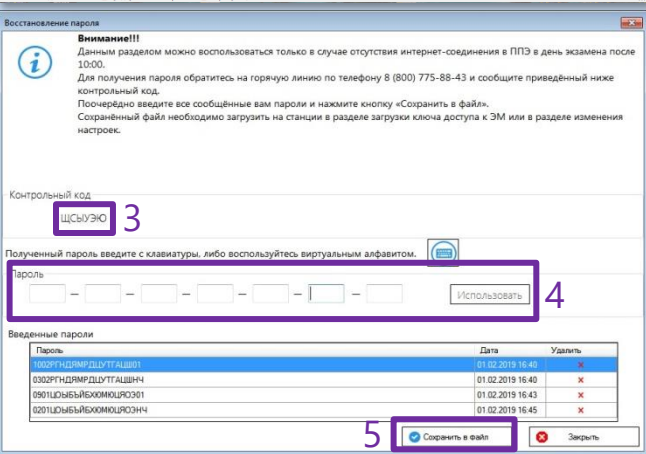 Восстановление пароля
Внимание!!!
Данным разделом можно воспользоваться только в случае отсутствия интернет-соединения в ППЭ в день экзамена после
10:00.
Для получения пароля обратитесь на горячую линию по телефону 8 (800) 775-88-43 и сообщите приведённый ниже
контрольный код.
Поочерёдно введите все сообщённые вам пароли и нажмите кнопку «Сохранить в файл».
Сохранённый файл необходимо загрузить на станции в разделе загрузки ключа доступа к ЭМ или в разделе изменения
настроек.
Контрольный код
ЩСЫУЭЮ 3
Полученный пароль введите с клавиатуры, либо воспользуйтесь виртуальным алфавитом.
Пароль
– – – – – – Использовать 4
Введенные пароли
Пароль Дата Удалить
1002РГНДЯМРДЦУТГАЦШ01 01.02.2019 16:40 ×
0302РГНДЯМРДЦУТГАЦШНЧ 01.02.2019 16:40 ×
0901ЦОЫБЪЙБХЮМЮЦЯОЭ01 01.02.2019 16:43 ×
0201ЦОЫБЪЙБХЮМЮЦЯОЭНЧ 01.02.2019 16:45 ×
5 Сохранить в файл Закрыть